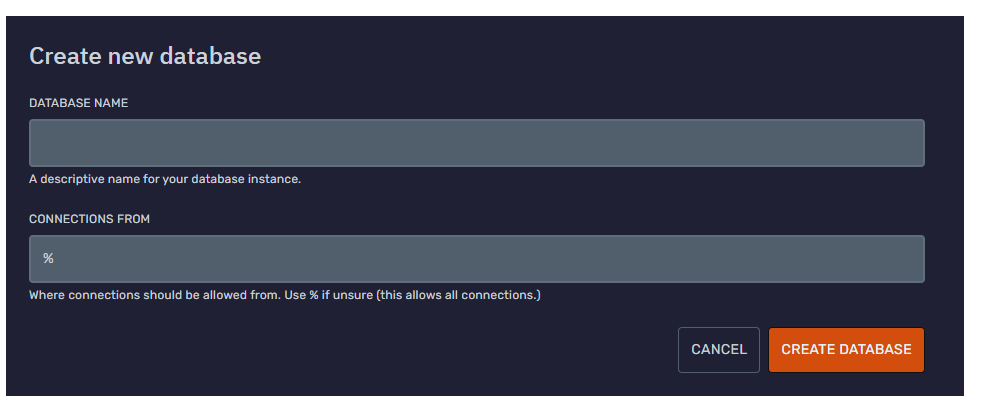 Create new database
DATABASE NAME
A descriptive name for your database instance.
CONNECTIONS FROM
%
Where connections should be allowed from. Use % if unsure (this allows all connections.)
CANCEL
CREATE DATABASE